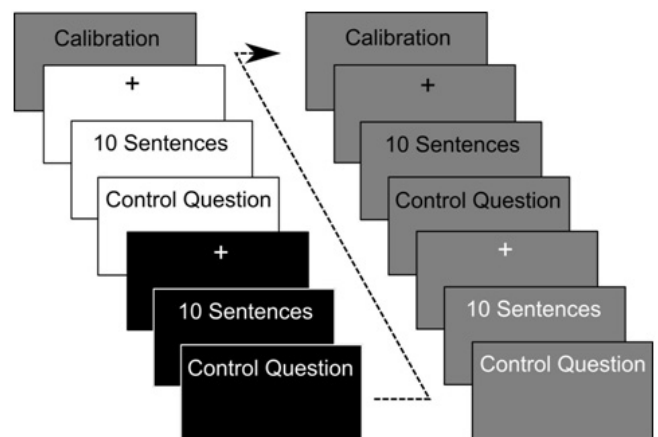 Calibration
+
10 Sentences
Control Question
+
10 Sentences
Control Question
Calibration
+
10 Sentences
Control Question
+
10 Sentences
Control Question